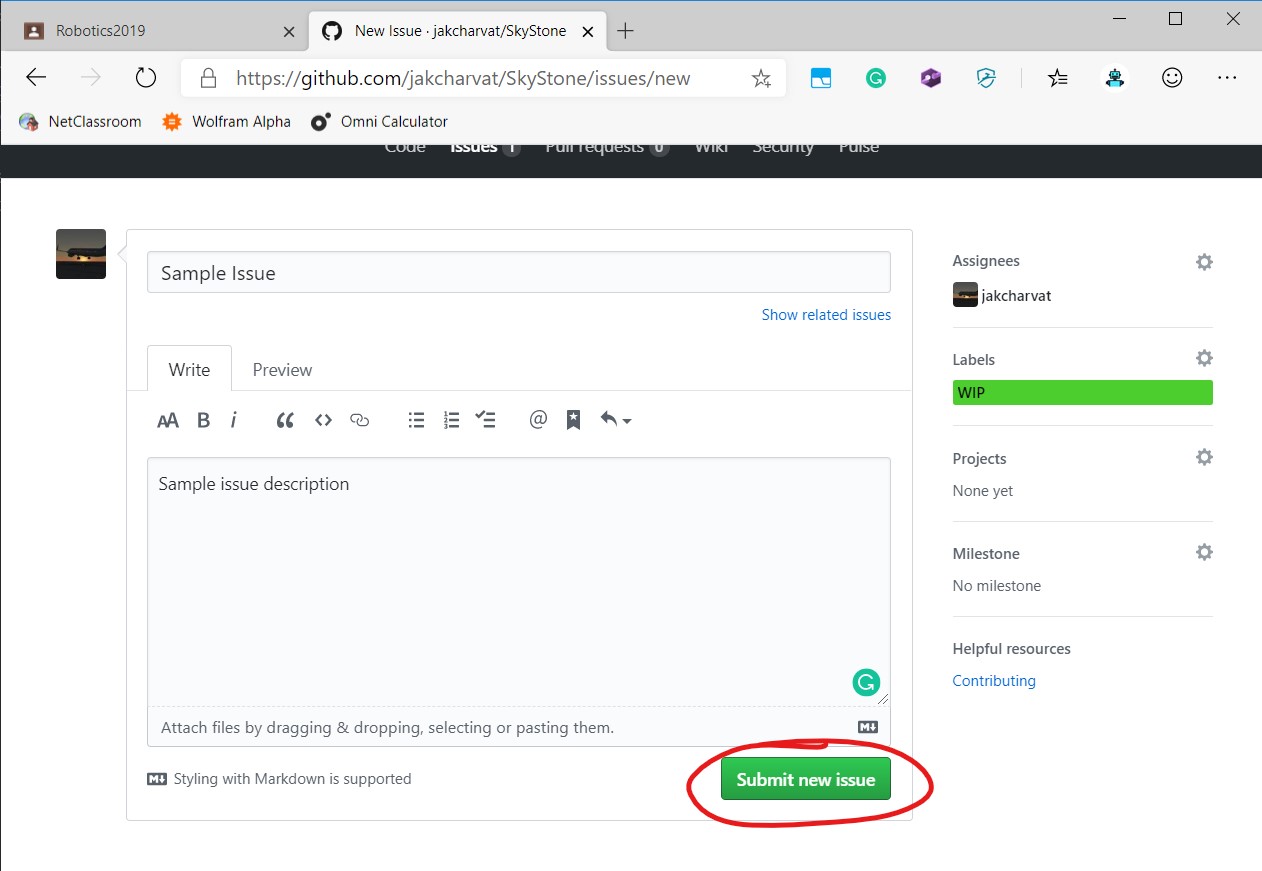 Robotics2019
New Issue · jakcharvat/SkyStone
https://github.com/jakcharvat/SkyStone/issues/new
NetClassroom Wolfram Alpha Omni Calculator
Code Issues 1 Pull requests 0 Wiki Security Pulse
Sample Issue
Show related issues
Write Preview
AA B i
@
Sample issue description
Attach files by dragging & dropping, selecting or pasting them.
Styling with Markdown is supported
Submit new issue
Assignees
jakcharvat
Labels
WIP
Projects
None yet
Milestone
No milestone
Helpful resources
Contributing